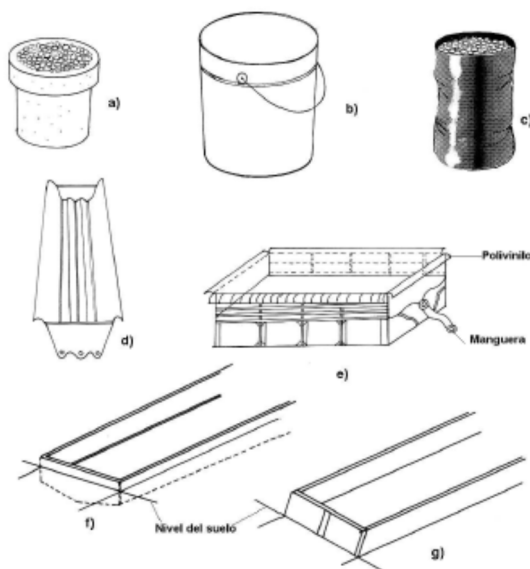 a)
b)
c)
d)
Polivinilo
Manguera
e)
f)
Nivel del suelo
g)